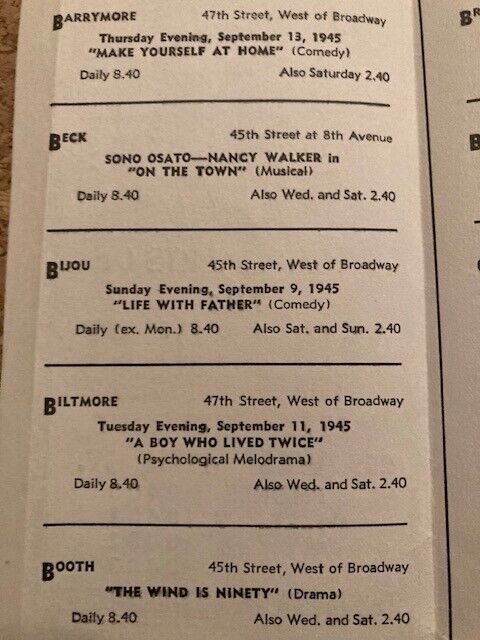 BARRYMORE 47th Street, West of Broadway
Thursday Evening, September 13, 1945
"MAKE YOURSELF AT HOME" (Comedy)
Daily 8.40 Also Saturday 2.40
BECK 45th Street at 8th Avenue
SONO OSATO—NANCY WALKER in
"ON THE TOWN" (Musical)
Daily 8.40 Also Wed. and Sat. 2.40
BIJOU 45th Street, West of Broadway
Sunday Evening, September 9, 1945
"LIFE WITH FATHER" (Comedy)
Daily (ex. Mon.) 8.40 Also Sat. and Sun. 2.40
BILTMORE 47th Street, West of Broadway
Tuesday Evening, September 11, 1945
"A BOY WHO LIVED TWICE"
(Psychological Melodrama)
Daily 8.40 Also Wed. and Sat. 2.40
BOOTH 45th Street, West of Broadway
"THE WIND IS NINETY" (Drama)
Daily 8.40 Also Wed. and Sat. 2.40